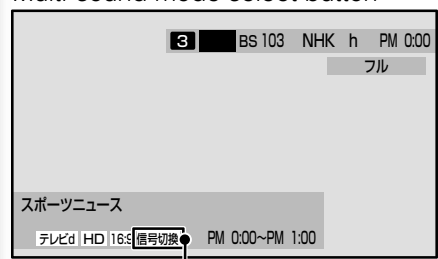 Multi sound mode select button
3 BS 103 NHK h PM 0:00
フル
スポーツニュース
テレビd HD 16:9 信号切換 PM 0:00~PM 1:00